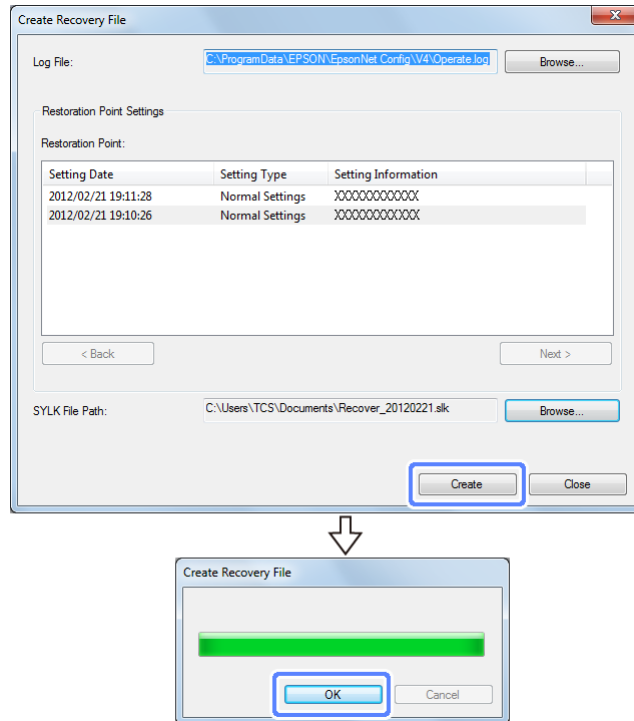 Create Recovery File
Log File: C:\ProgramData\EPSON\EpsonNet Config\V4\Operate.log Browse...
Restoration Point Settings
Restoration Point:
Setting Date Setting Type Setting Information
2012/02/21 19:11:28 Normal Settings XXXXXXXXXXXX
2012/02/21 19:10:26 Normal Settings XXXXXXXXXXXX
< Back Next >
SYLK File Path: C:\Users\TCS\Documents\Recover_20120221.slk Browse...
Create Close
Create Recovery File
OK Cancel